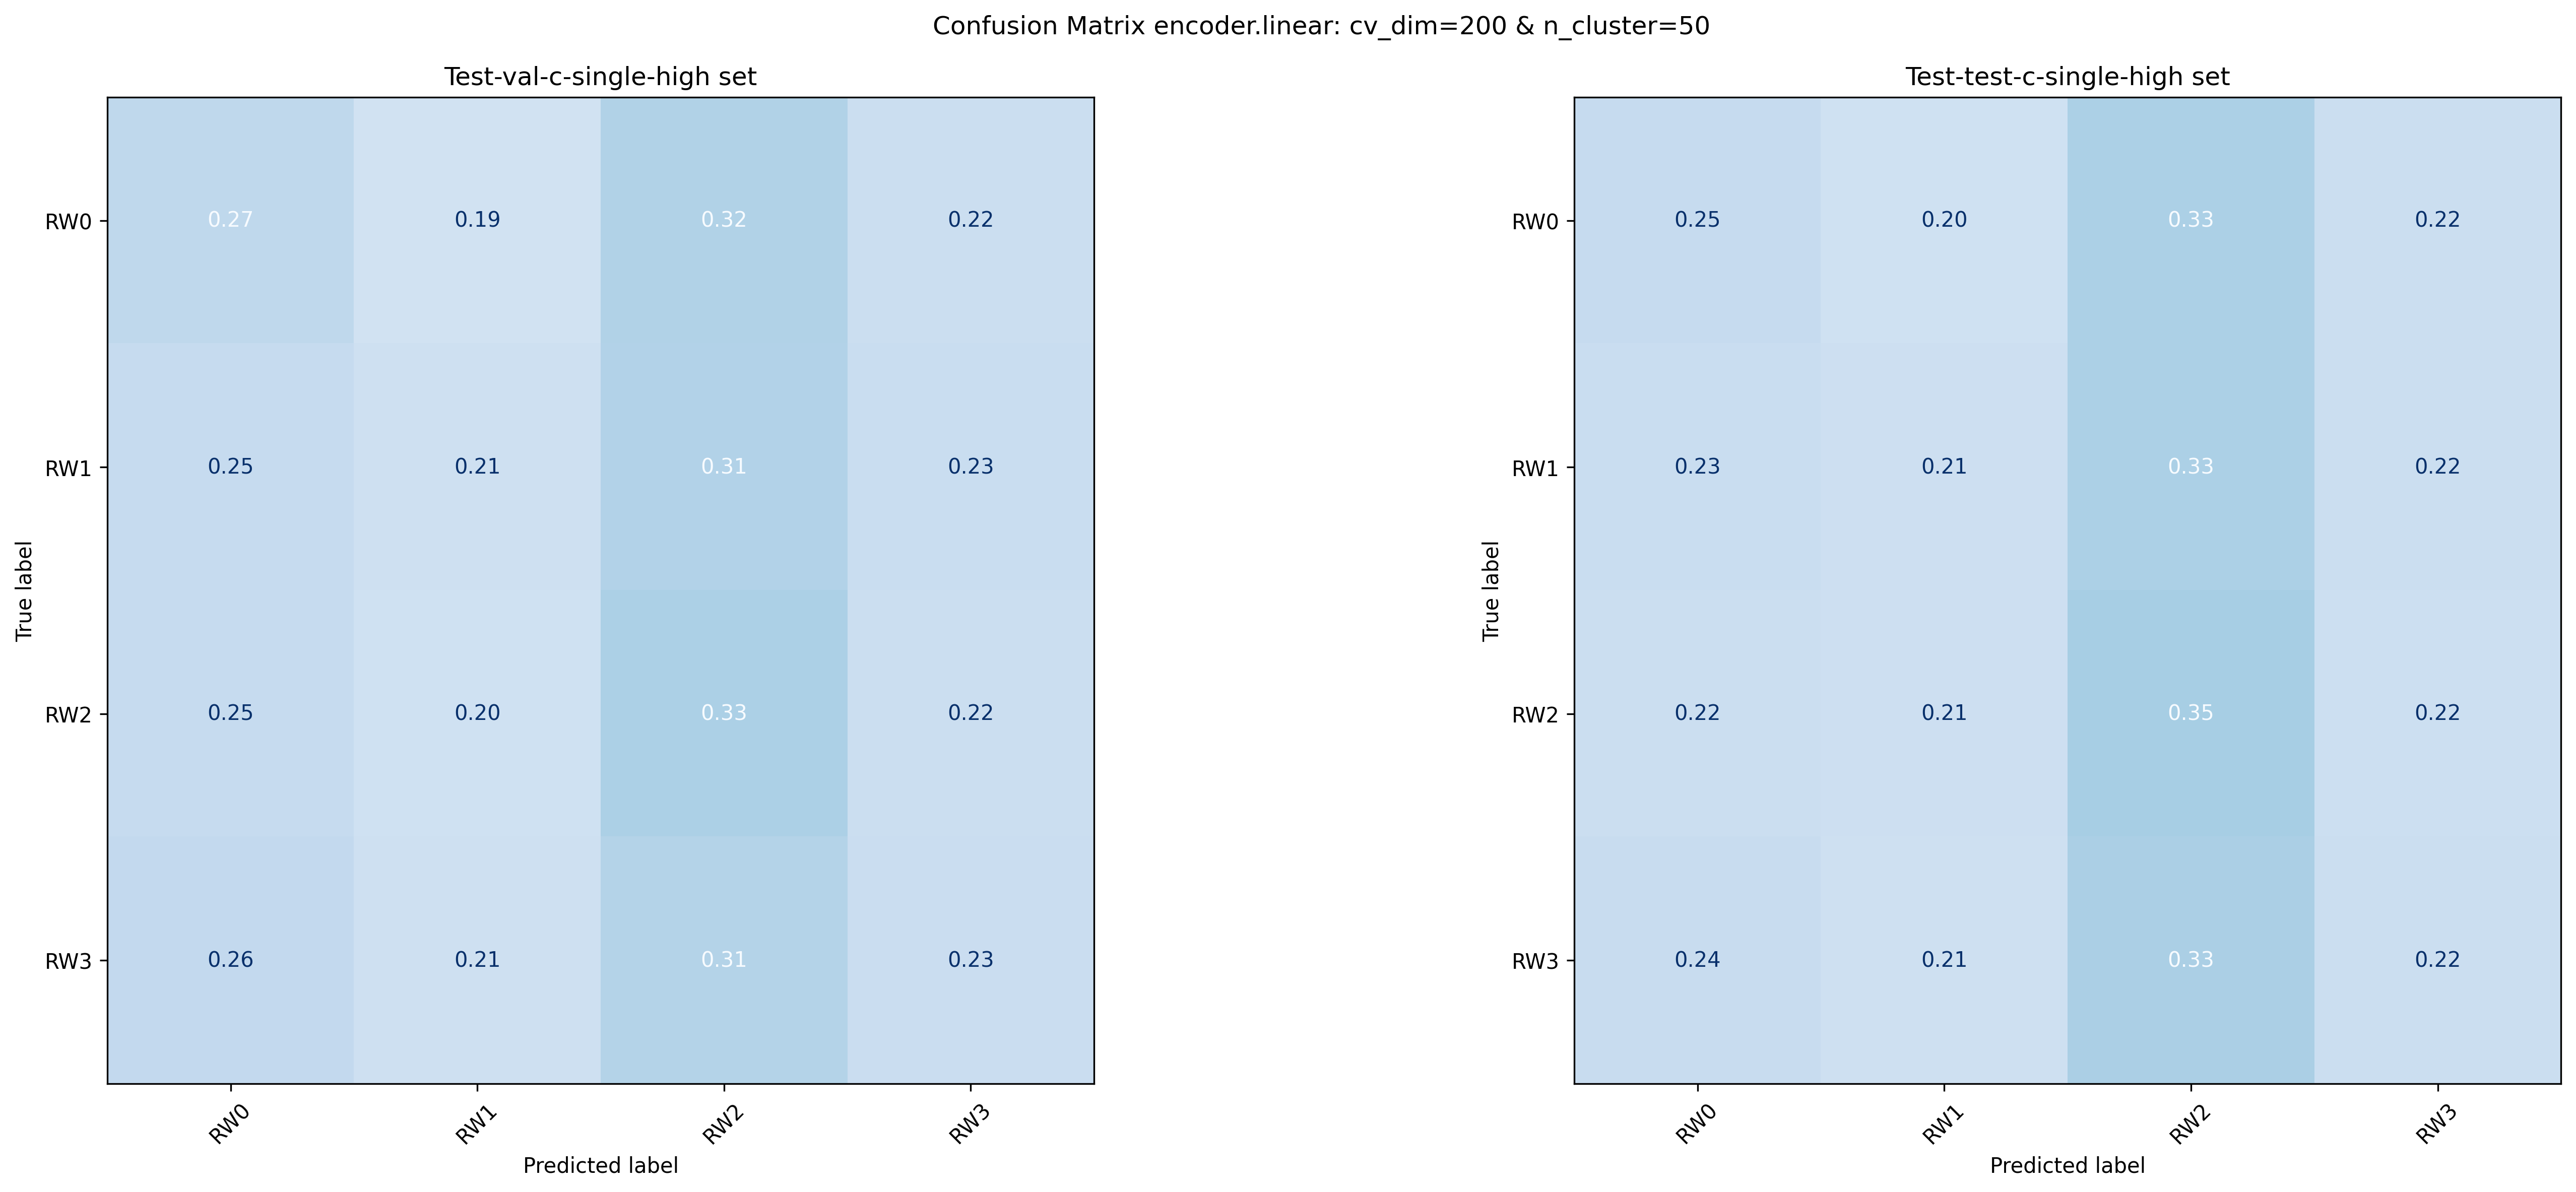 Confusion Matrix encoder.linear: cv_dim=200 & n_cluster=50
Test-val-c-single-high set
True label
RW0 0.27 0.19 0.32 0.22
RW1 0.25 0.21 0.31 0.23
RW2 0.25 0.20 0.33 0.22
RW3 0.26 0.21 0.31 0.23
RW0 RW1 RW2 RW3
Predicted label
Test-test-c-single-high set
True label
RW0 0.25 0.20 0.33 0.22
RW1 0.23 0.21 0.33 0.22
RW2 0.22 0.21 0.35 0.22
RW3 0.24 0.21 0.33 0.22
RW0 RW1 RW2 RW3
Predicted label